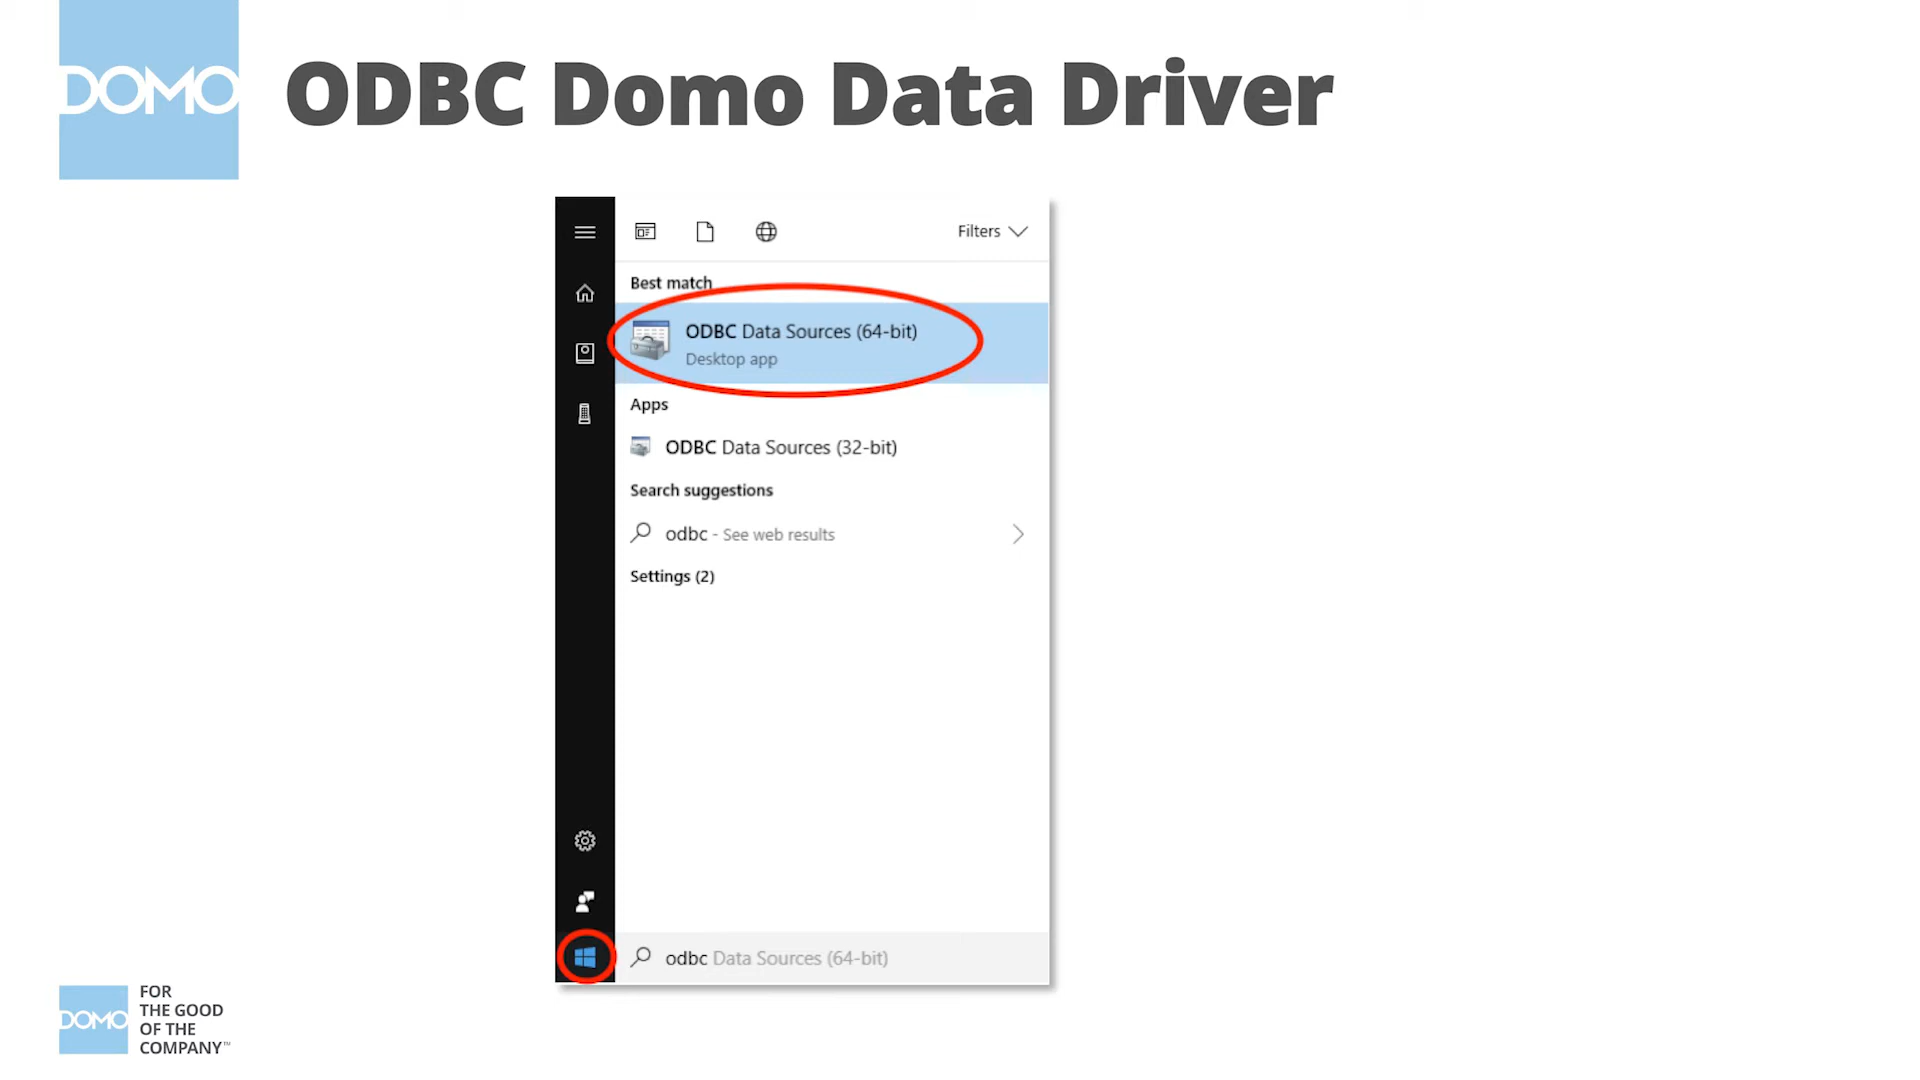 DOMO
ODBC Domo Data Driver
Filters
Best match
ODBC Data Sources (64-bit)
Desktop app
Apps
ODBC Data Sources (32-bit)
Search suggestions
odbc - See web results
Settings (2)
odbc Data Sources (64-bit)
DOMO
FOR
THE GOOD
OF THE
COMPANY™